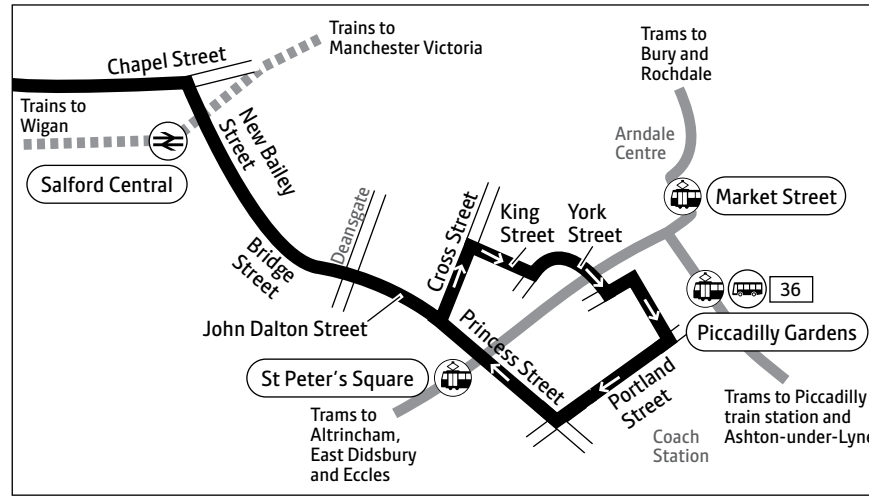 Trains to
Manchester Victoria
Chapel Street
Trains to
Wigan
Salford Central
New Bailey
Street
Trams to
Bury and
Rochdale
Arndale
Centre
Market Street
Deansgate
Cross Street
King
Street
York
Street
Bridge
Street
36
Piccadilly Gardens
John Dalton Street
Princess Street
St Peter's Square
Portland
Street
Trams to
Altrincham,
East Didsbury
and Eccles
Coach
Station
Trams to Piccadilly
train station and
Ashton-under-Lyne